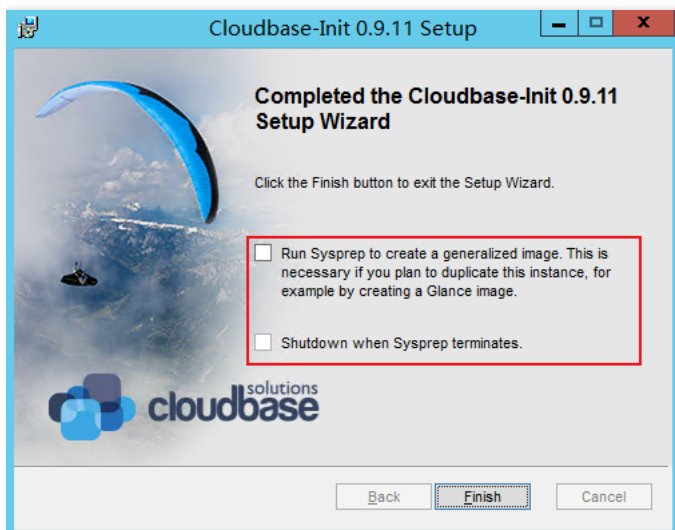 Cloudbase-Init 0.9.11 Setup
Completed the Cloudbase-Init 0.9.11
Setup Wizard
Click the Finish button to exit the Setup Wizard.
Run Sysprep to create a generalized image. This is
necessary if you plan to duplicate this instance, for
example by creating a Glance image.
Shutdown when Sysprep terminates.
solutions
cloudbase
Back Finish Cancel